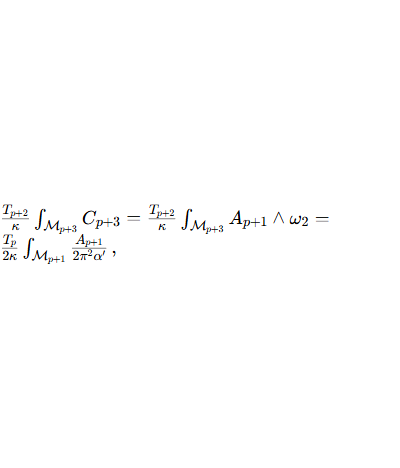 \frac{T_{p+2}}{\kappa} \int_{\mathcal{M}_{p+3}} C_{p+3} = \frac{T_{p+2}}{\kappa} \int_{\mathcal{M}_{p+3}} A_{p+1} \wedge \omega_2 =
\frac{T_p}{2\kappa} \int_{\mathcal{M}_{p+1}} \frac{A_{p+1}}{2\pi^2\alpha'} ,